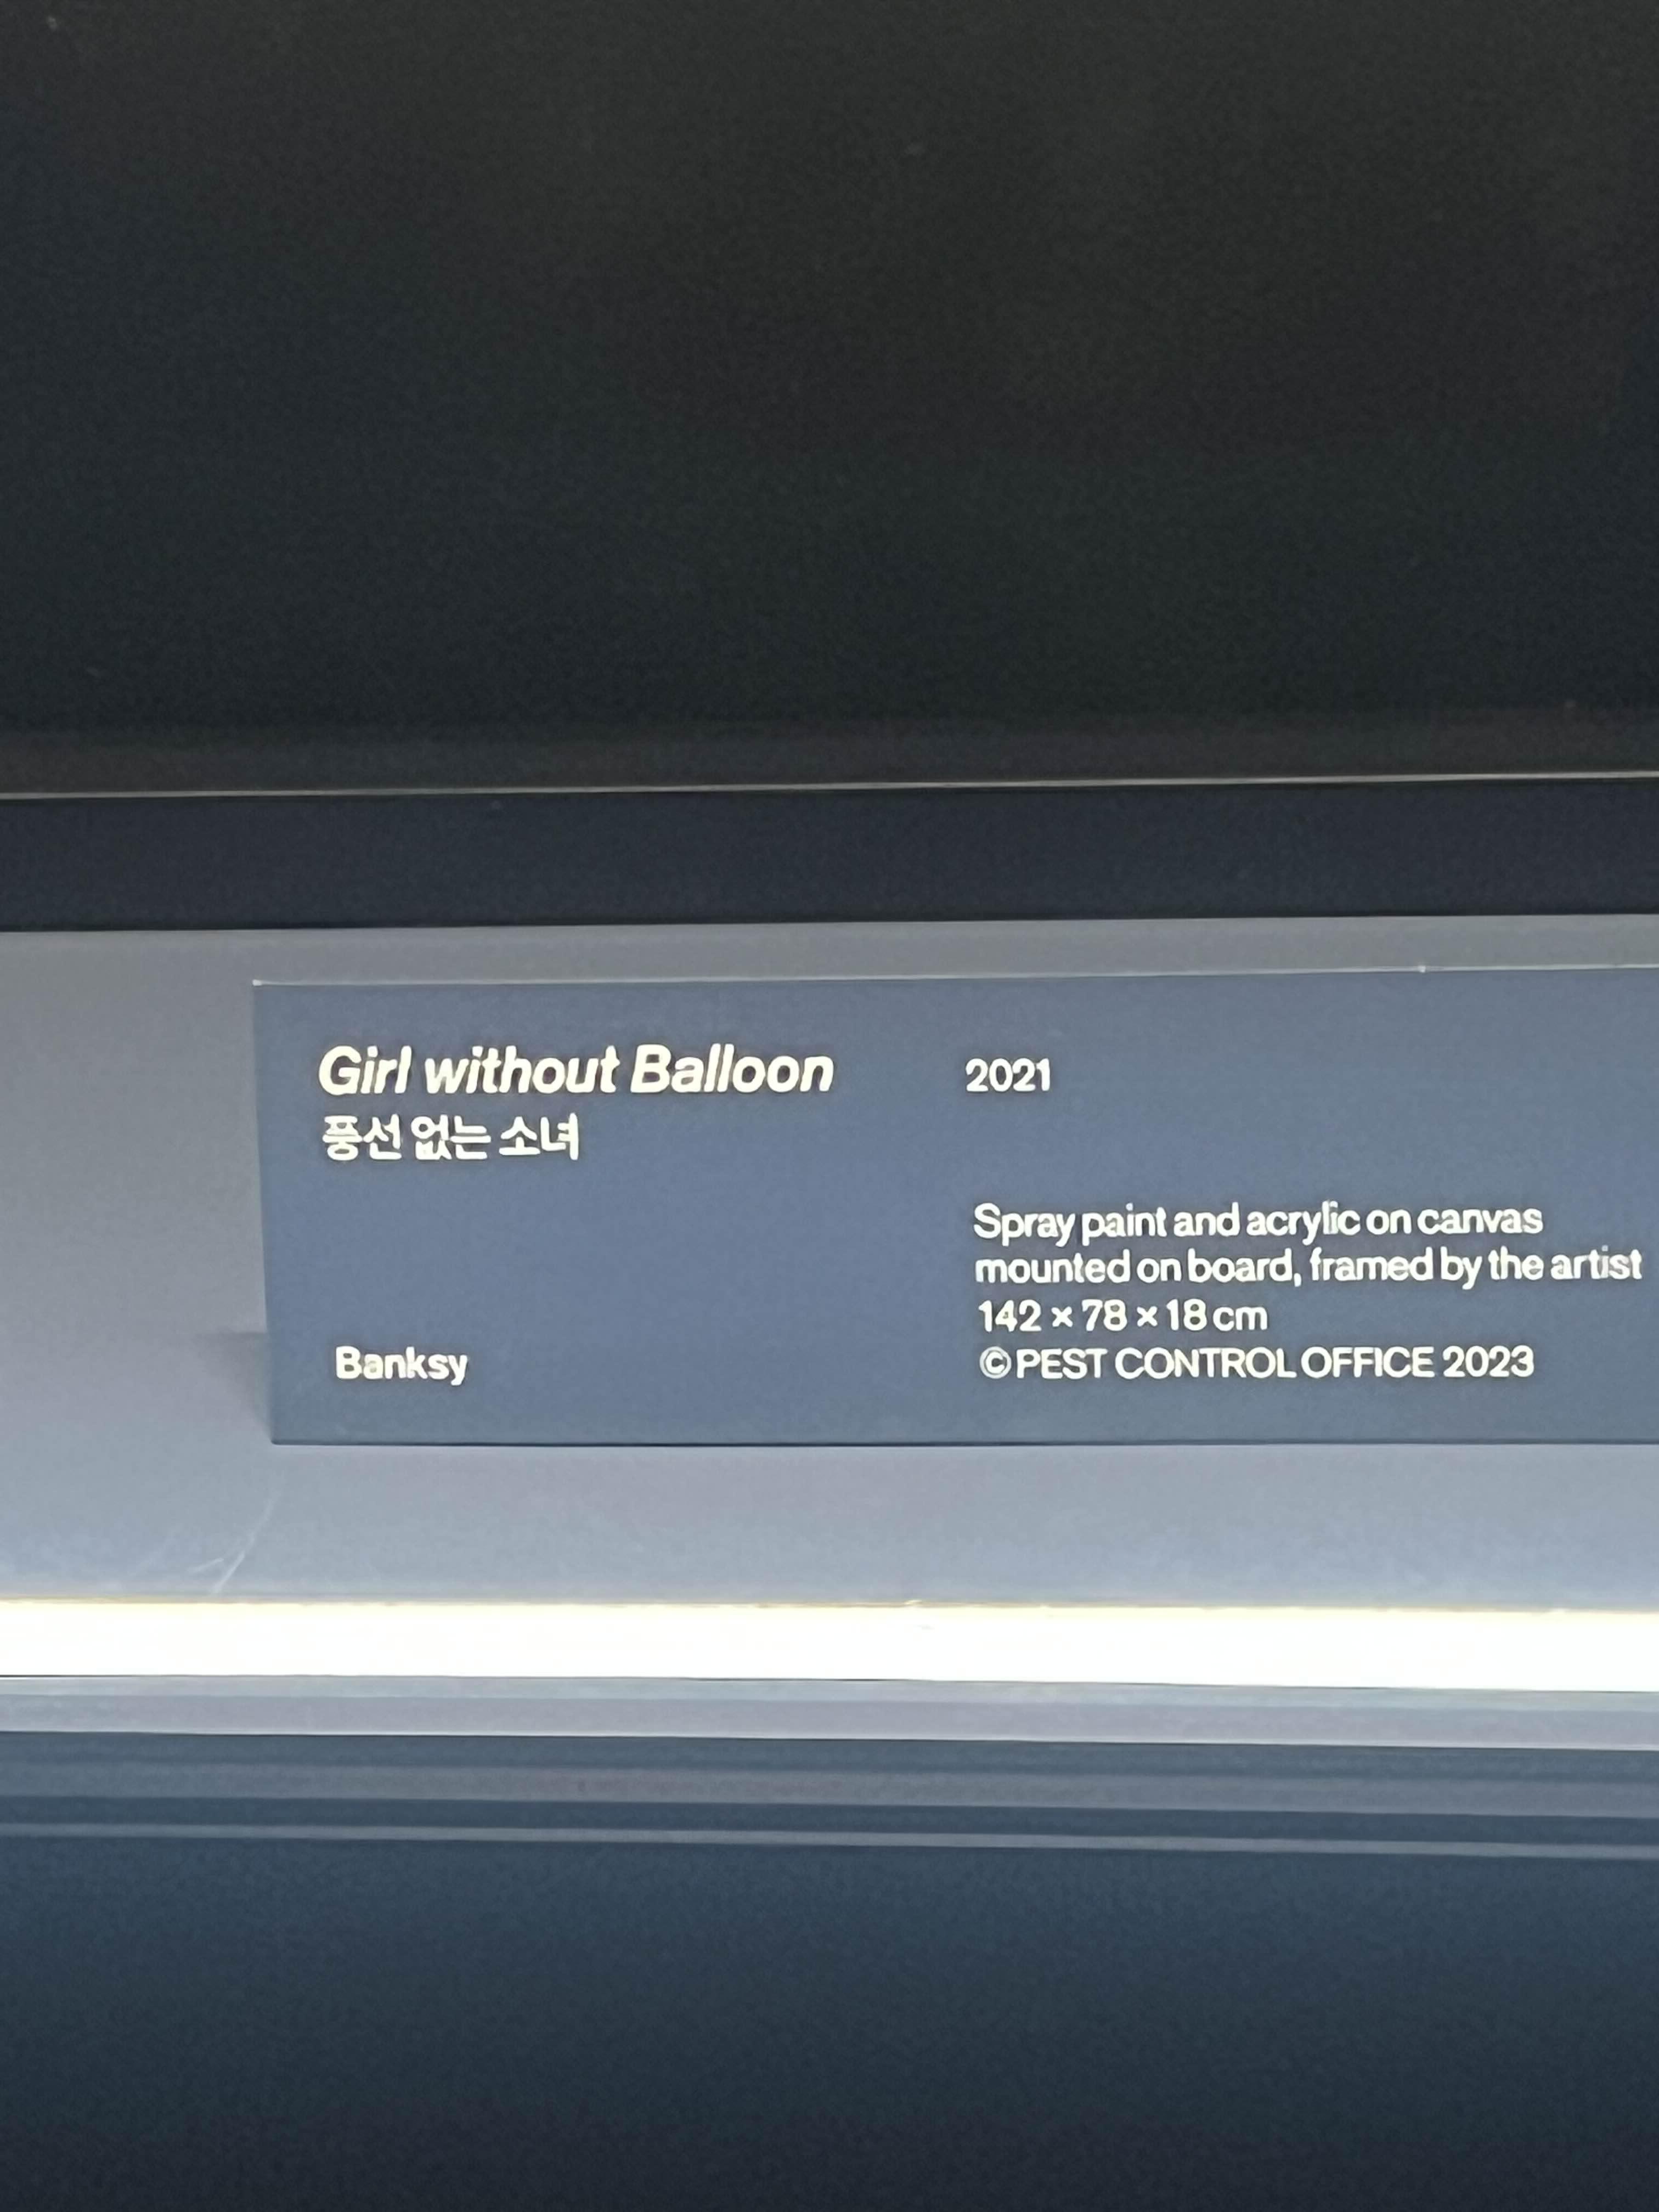 Girl without Balloon
풍선 없는 소녀
Banksy
2021
Spray paint and acrylic on canvas
mounted on board, framed by the artist
142 × 78 × 18 cm
© PEST CONTROL OFFICE 2023